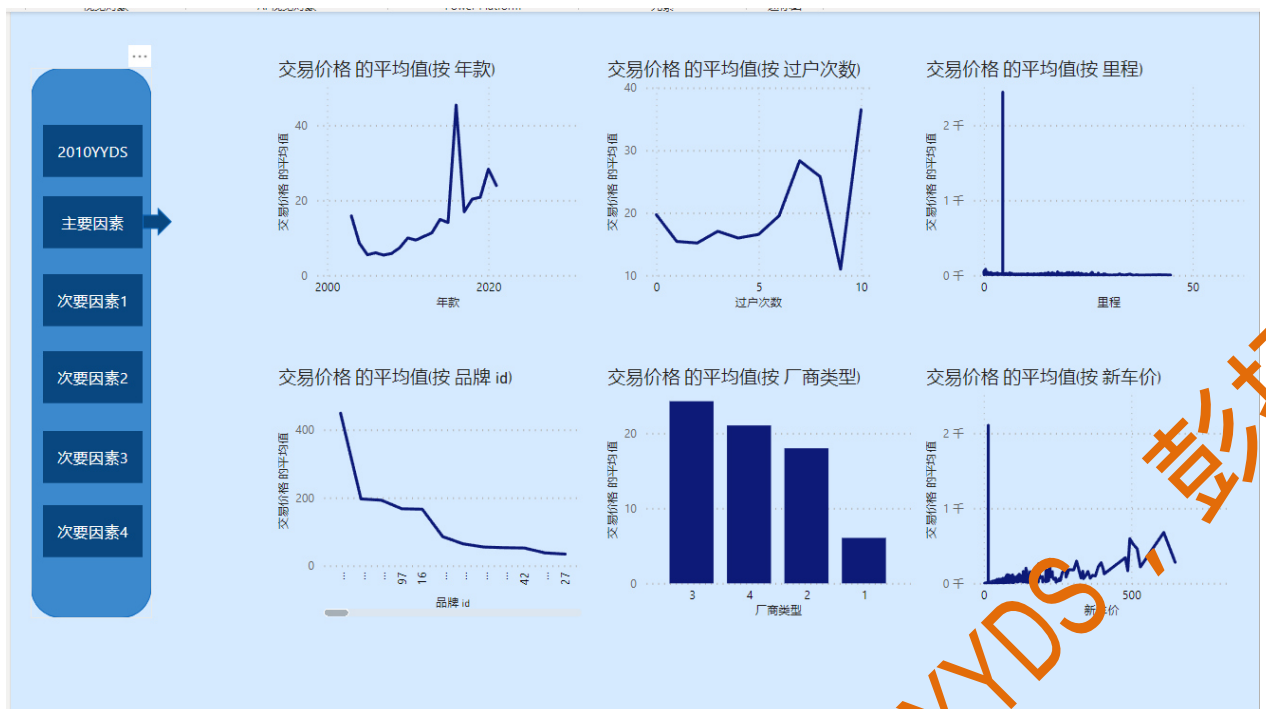 2010YYDS
主要因素
次要因素1
次要因素2
次要因素3
次要因素4
交易价格 的平均值(按 年款)
交易价格 的平均值
40
20
0
2000
2020
年款
交易价格 的平均值(按 过户次数)
交易价格 的平均值
40
30
20
10
0
5
10
过户次数
交易价格 的平均值(按 里程)
交易价格 的平均值
2 千
1 千
0 千
0
50
里程
交易价格 的平均值(按 品牌 id)
交易价格 的平均值
400
200
0
97
16
42
27
品牌 id
交易价格 的平均值(按 厂商类型)
交易价格 的平均值
20
10
0
3
4
2
1
厂商类型
交易价格 的平均值(按 新车价)
交易价格 的平均值
2 千
1 千
0 千
0
500
新车价
YYDS，彭